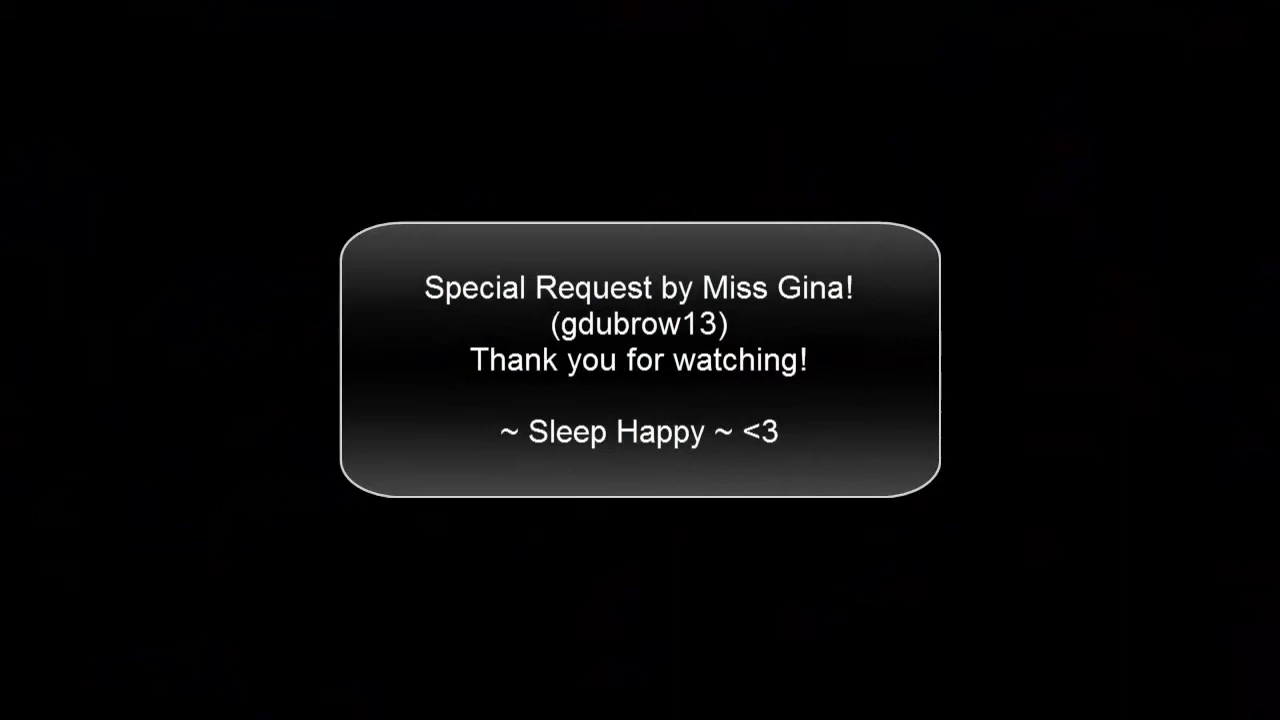 Special Request by Miss Gina!
(gdubrow13)
Thank you for watching!
~ Sleep Happy ~ <3